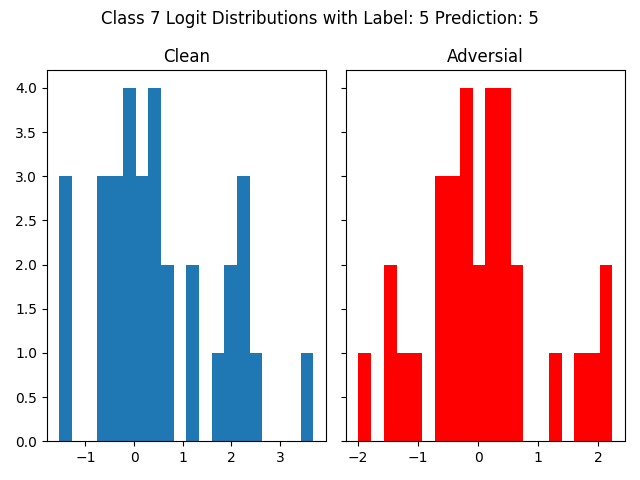 Class 7 Logit Distributions with Label: 5 Prediction: 5
Clean
Adversial
4.0
3.5
3.0
2.5
2.0
1.5
1.0
0.5
0.0
−1 0 1 2 3
−2 −1 0 1 2